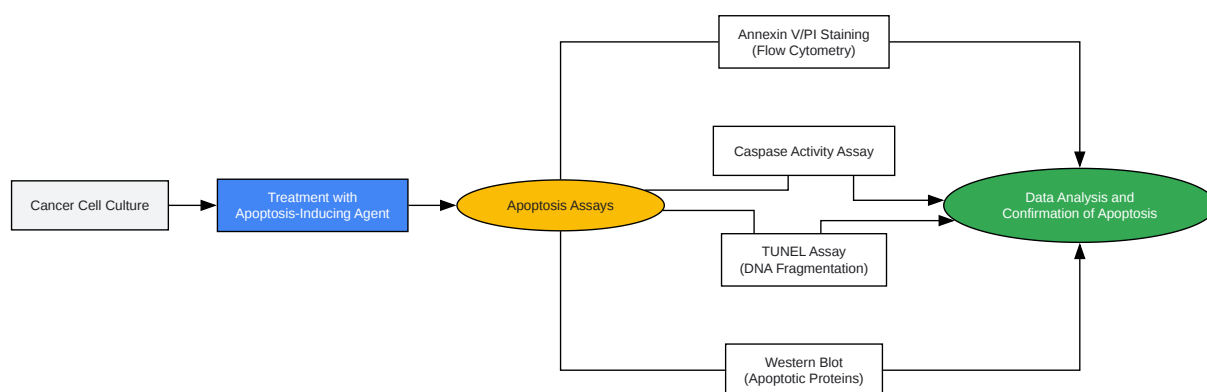 Cancer Cell Culture
Treatment with
Apoptosis-Inducing Agent
Apoptosis Assays
Annexin V/PI Staining
(Flow Cytometry)
Caspase Activity Assay
TUNEL Assay
(DNA Fragmentation)
Western Blot
(Apoptotic Proteins)
Data Analysis and
Confirmation of Apoptosis